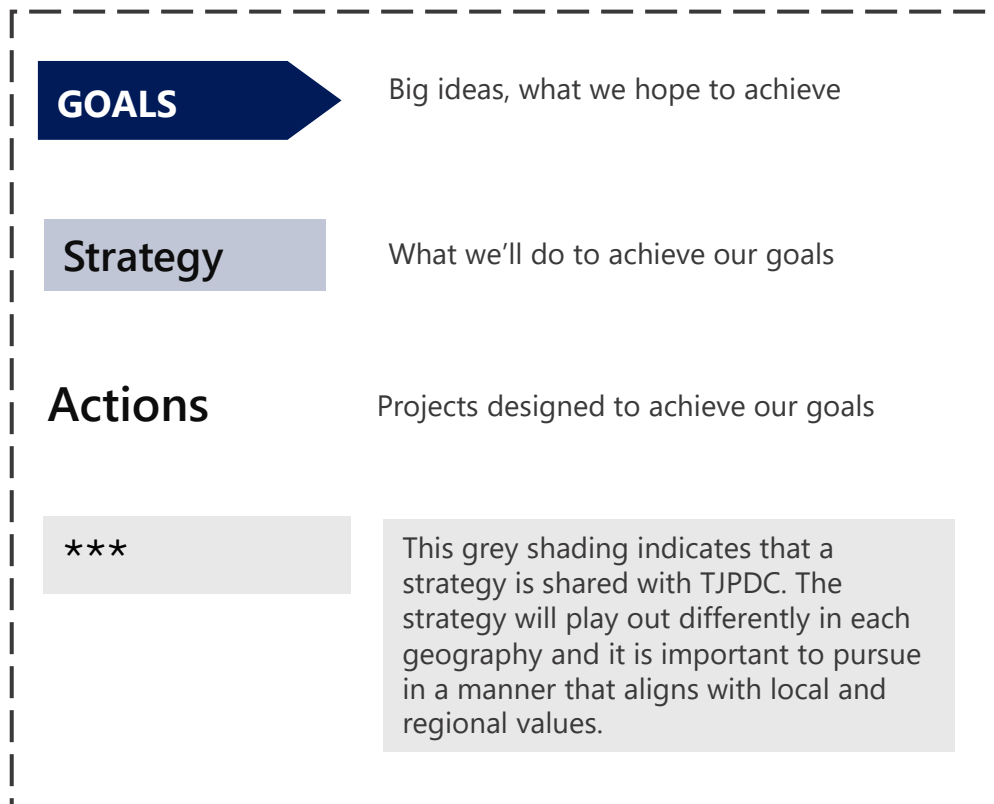 GOALS
Big ideas, what we hope to achieve
Strategy
What we’ll do to achieve our goals
Actions
Projects designed to achieve our goals
***
This grey shading indicates that a
strategy is shared with TJPDC. The
strategy will play out differently in each
geography and it is important to pursue
in a manner that aligns with local and
regional values.